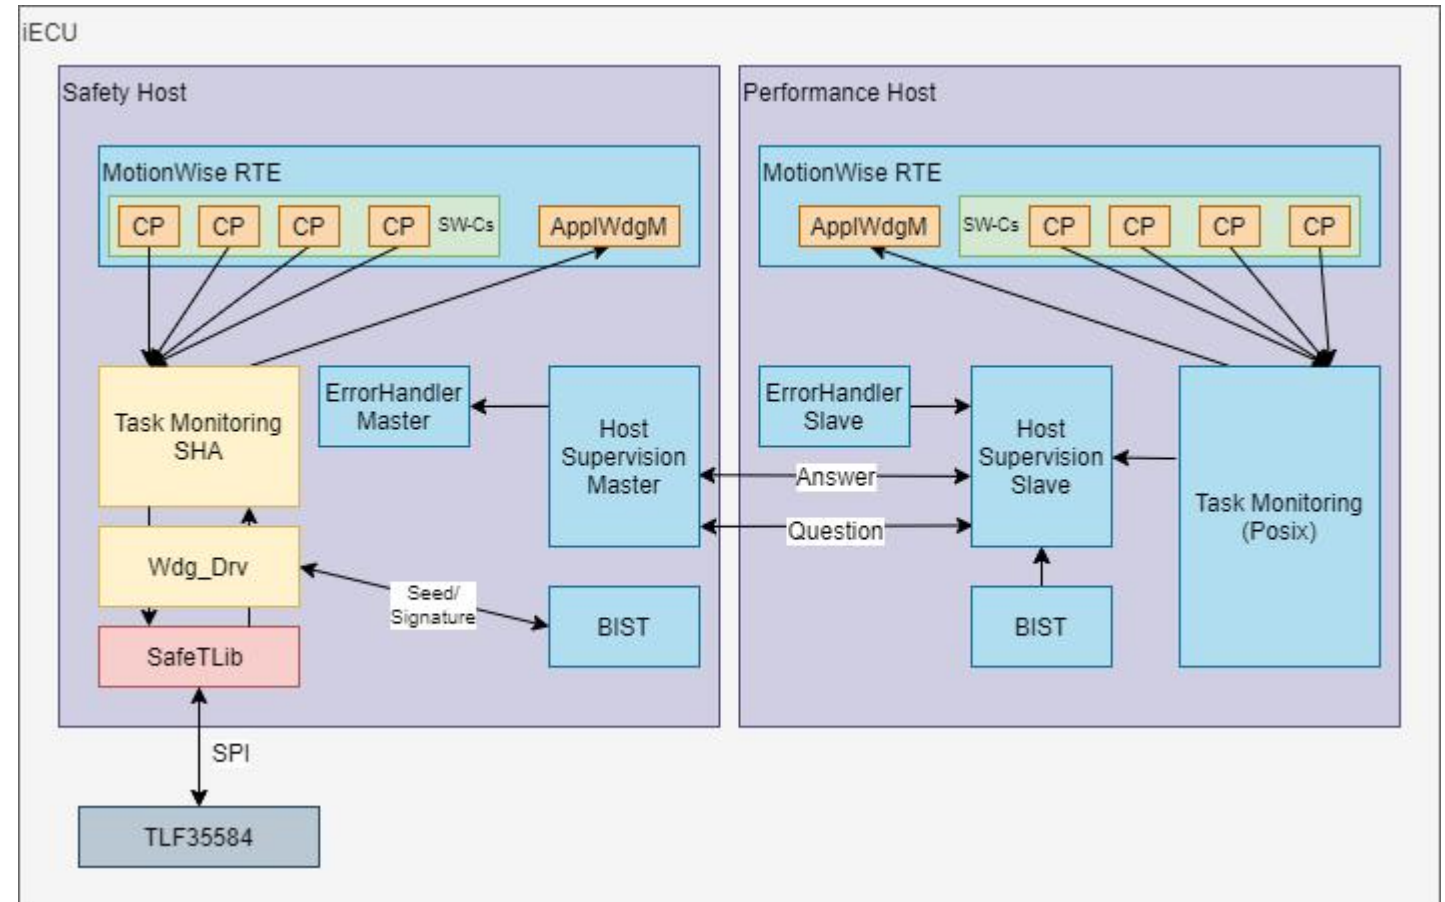 iECU
Safety Host
MotionWise RTE
CP
CP
CP
CP
SW-Cs
ApplWdgM
Task Monitoring
SHA
ErrorHandler
Master
Host
Supervision
Master
Wdg_Drv
Seed/
Signature
BIST
SafeTLib
SPI
TLF35584
Answer
Question
Performance Host
MotionWise RTE
ApplWdgM
SW-Cs
CP
CP
CP
CP
ErrorHandler
Slave
Host
Supervision
Slave
BIST
Task Monitoring
(Posix)